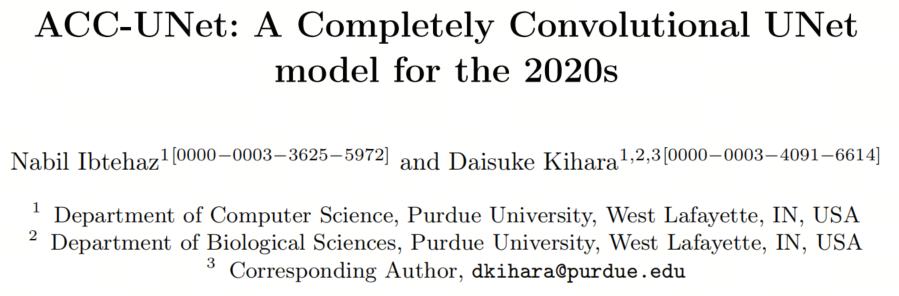 ACC-UNet: A Completely Convolutional UNet
model for the 2020s
Nabil Ibtehaz1[0000−0003−3625−5972] and Daisuke Kihara1,2,3[0000−0003−4091−6614]
1 Department of Computer Science, Purdue University, West Lafayette, IN, USA
2 Department of Biological Sciences, Purdue University, West Lafayette, IN, USA
3 Corresponding Author, dkihara@purdue.edu